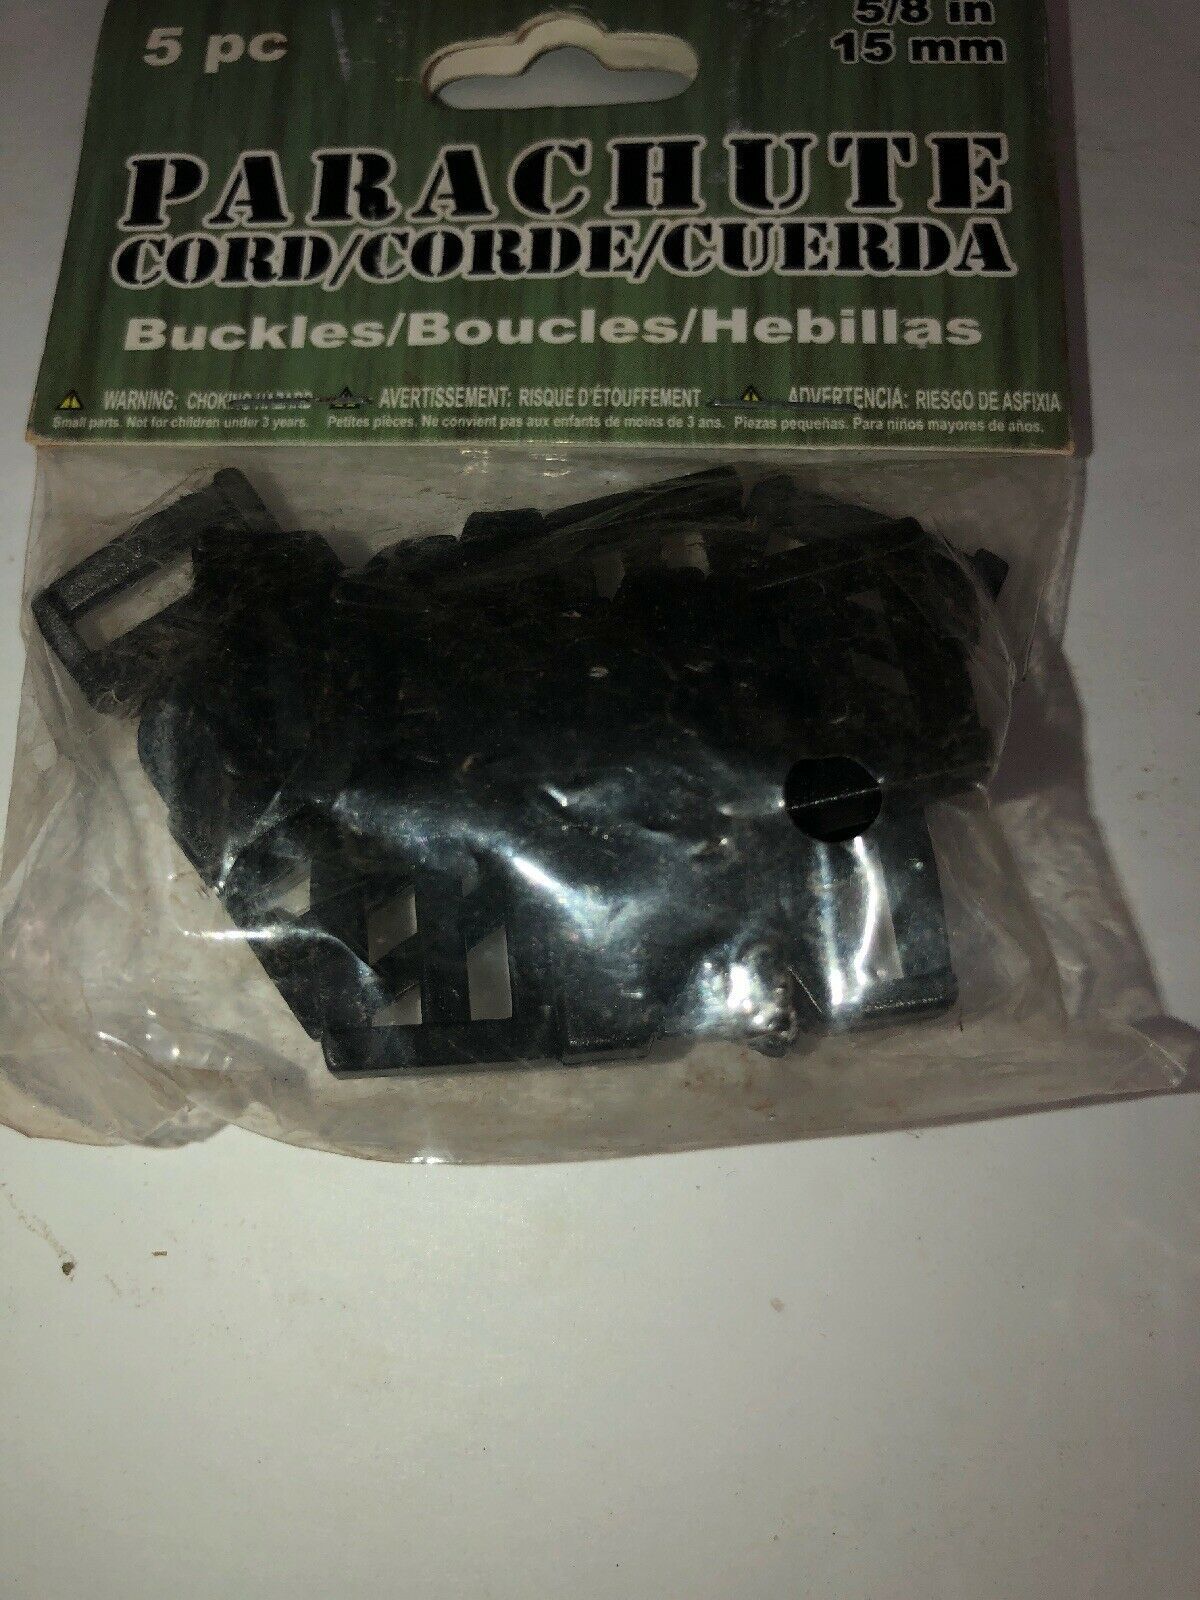 5 pc
5/8 in
15 mm
PARACHUTE
CORD/CORDE/CUERDA
Buckles/Boucles/Hebillas
WARNING: CHOKING HAZARD
Small parts. Not for children under 3 years.
AVERTISSEMENT: RISQUE D'ÉTOUFFEMENT
Petites pièces. Ne convient pas aux enfants de moins de 3 ans.
ADVERTENCIA: RIESGO DE ASFIXIA
Piezas pequeñas. Para niños mayores de años.